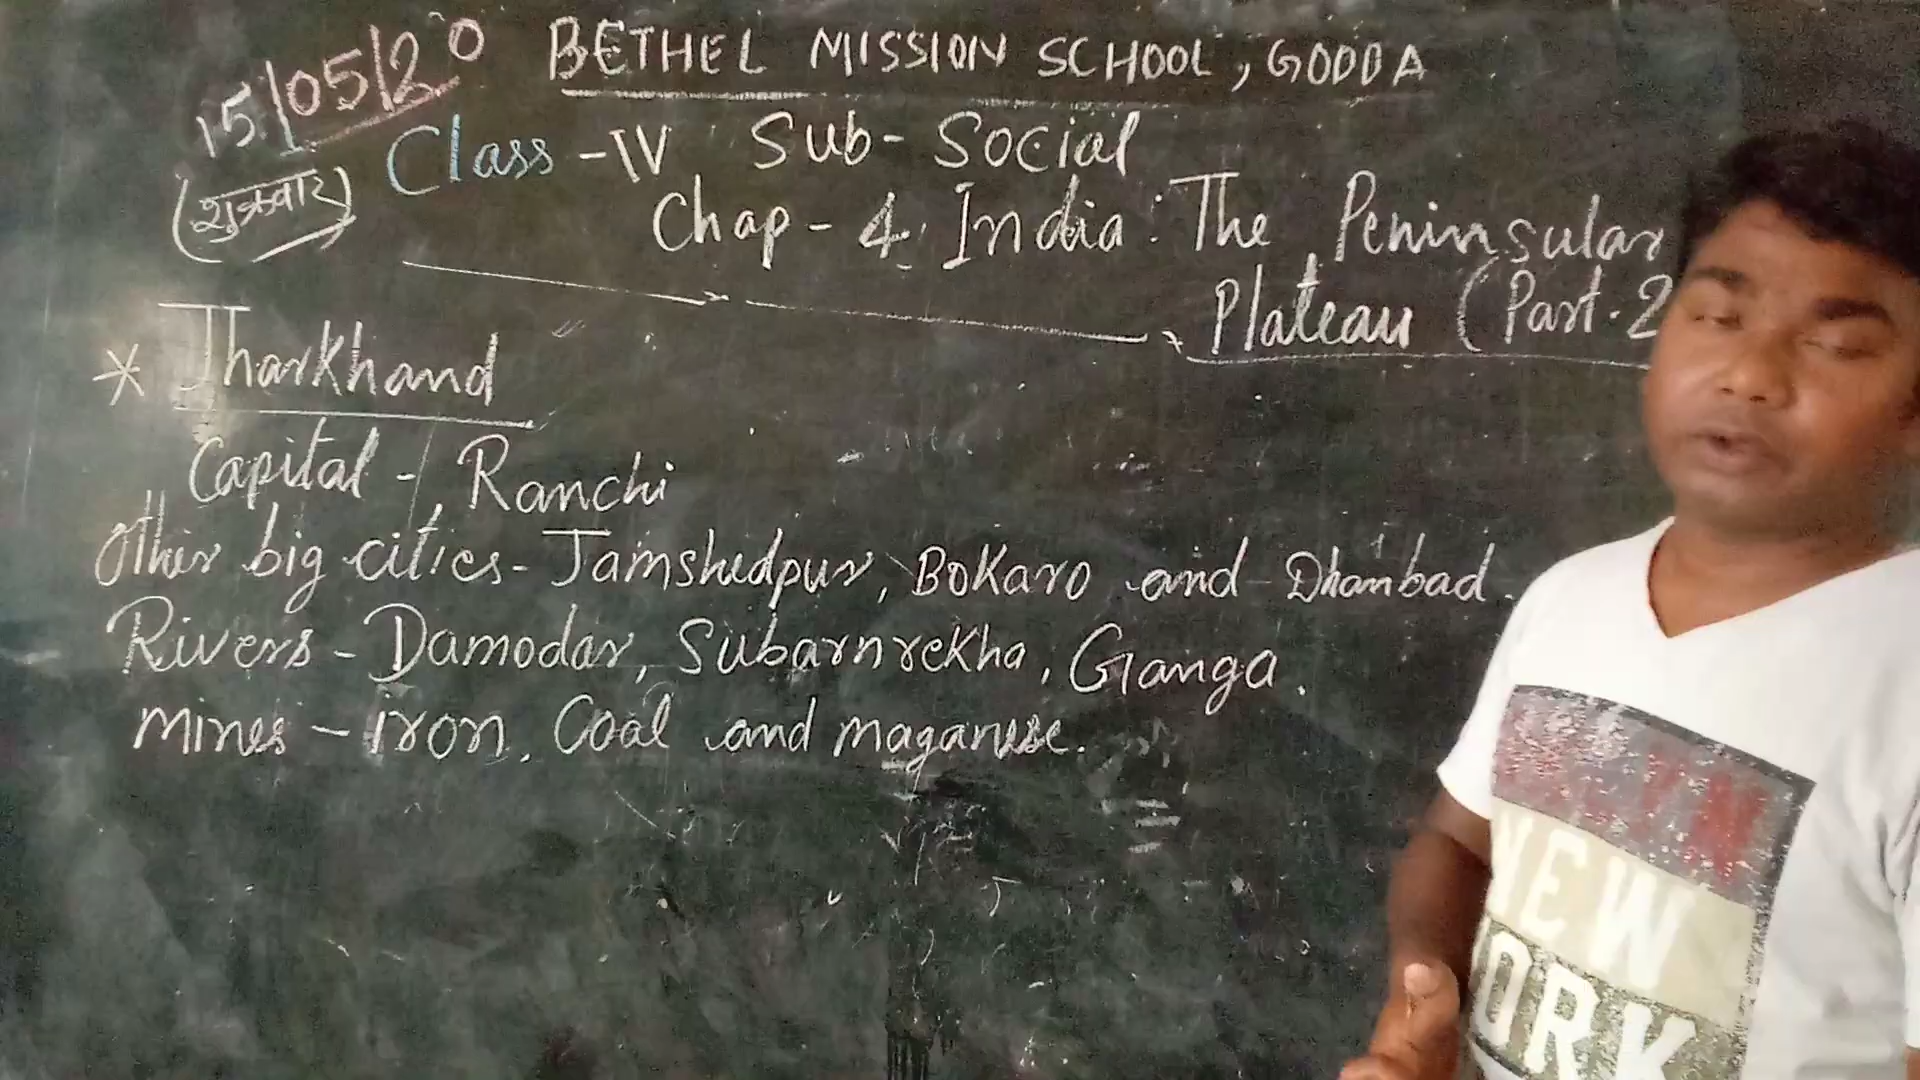 15/05/20
(शुक्रवार)
BETHEL MISSION SCHOOL, GODDA
Class -IV Sub- Social
Chap - 4 India : The Peninsular
Plateau (Part-2
* Jharkhand
Capital - Ranchi
Other big cities - Jamshedpur, Bokaro and Dhanbad.
Rivers - Damodar, Subarnrekha, Ganga.
Mines - iron, Coal and maganese.
NEW
YORK